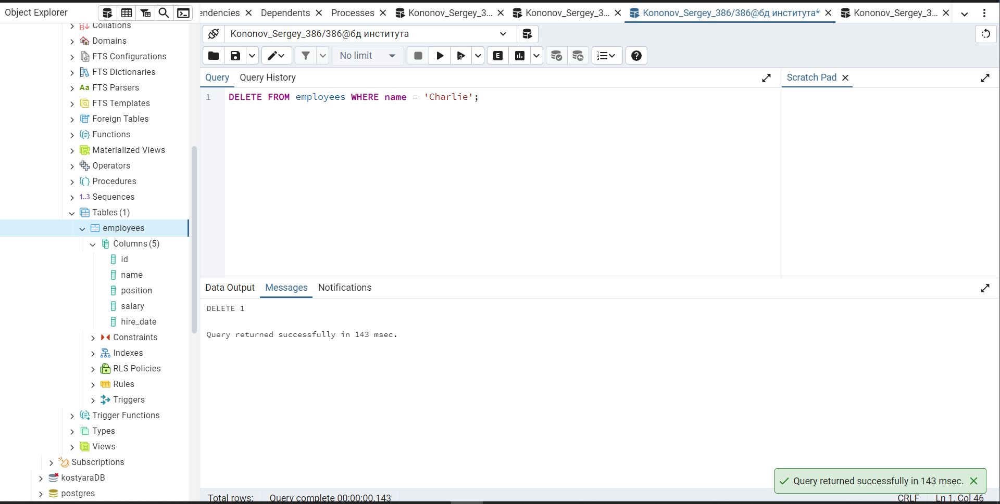 Object Explorer
endencies
Dependents
Processes
Kononov_Sergey_3...
Kononov_Sergey_3...
Kononov_Sergey_386/386@бд института*
Kononov_Sergey_3...
Kononov_Sergey_386/386@бд института
No limit
E
Query
Query History
Scratch Pad
1
DELETE FROM employees WHERE name = 'Charlie';
Collations
Domains
FTS Configurations
FTS Dictionaries
Aa FTS Parsers
FTS Templates
Foreign Tables
Functions
Materialized Views
Operators
Procedures
1..3 Sequences
Tables (1)
employees
Columns (5)
id
name
position
salary
hire_date
Constraints
Indexes
RLS Policies
Rules
Triggers
Trigger Functions
Types
Views
Subscriptions
kostyaraDB
postgres
Data Output
Messages
Notifications
DELETE 1
Query returned successfully in 143 msec.
Query returned successfully in 143 msec.
Total rows:
Query complete 00:00:00.143
CRLF
Ln 1, Col 46